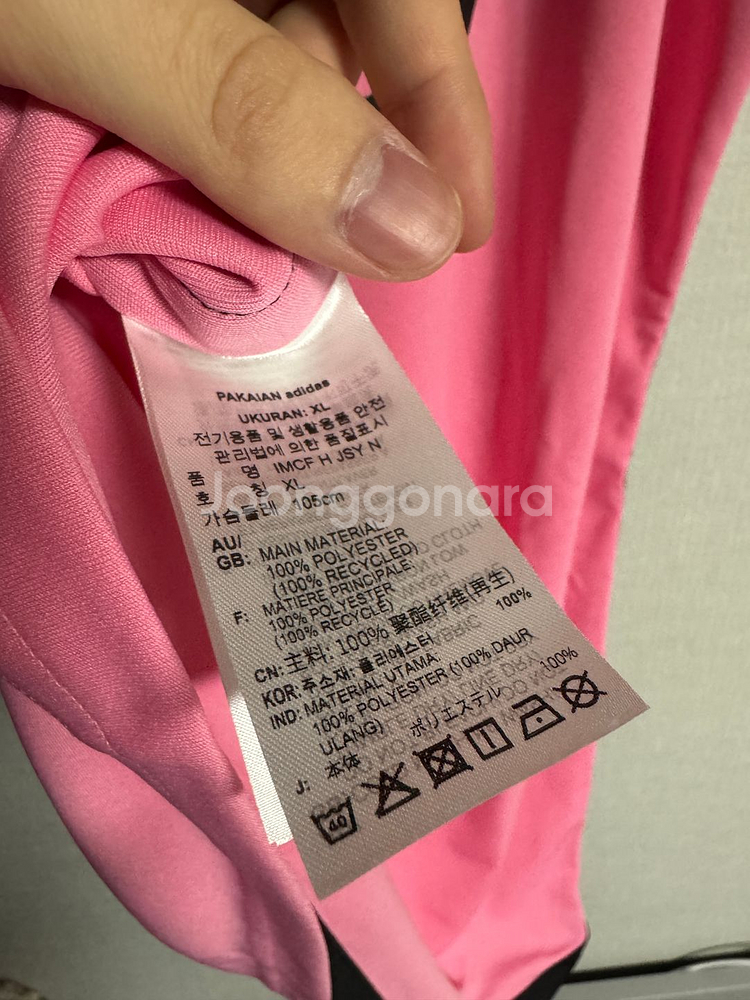 PAKAIAN adidas
UKURAN: XL
전기용품 및 생활용품 안전
관리법에 의한 품질표시
품 명 IMCF H JSY N
호 칭 XL
가슴둘레 105cm
Joonggonara
AU/
GB: MAIN MATERIAL
100% POLYESTER
(100% RECYCLED)
F: MATIERE PRINCIPALE
100% POLYESTER
(100% RECYCLE)
CN: 主料: 100% 聚酯纤维(再生)
KOR: 주소재: 폴리에스터 100%
IND: MATERIAL UTAMA
100% POLYESTER (100% DAUR
ULANG)
J: 本体 ポリエステル 100%
40